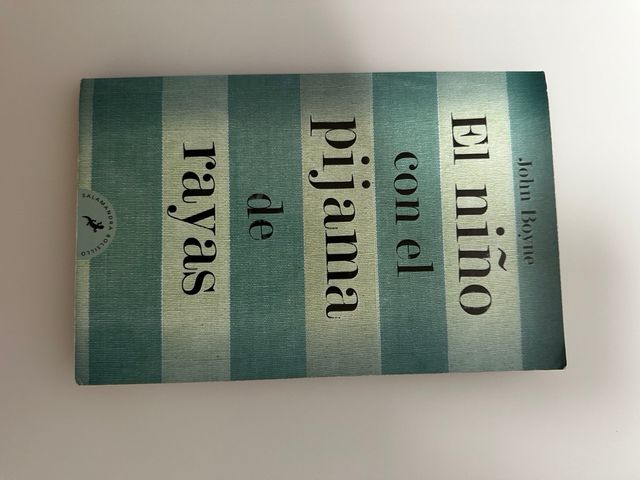 John Boyne
El niño
con el
pijama
de
rayas
SALAMANDRA BOLSILLO